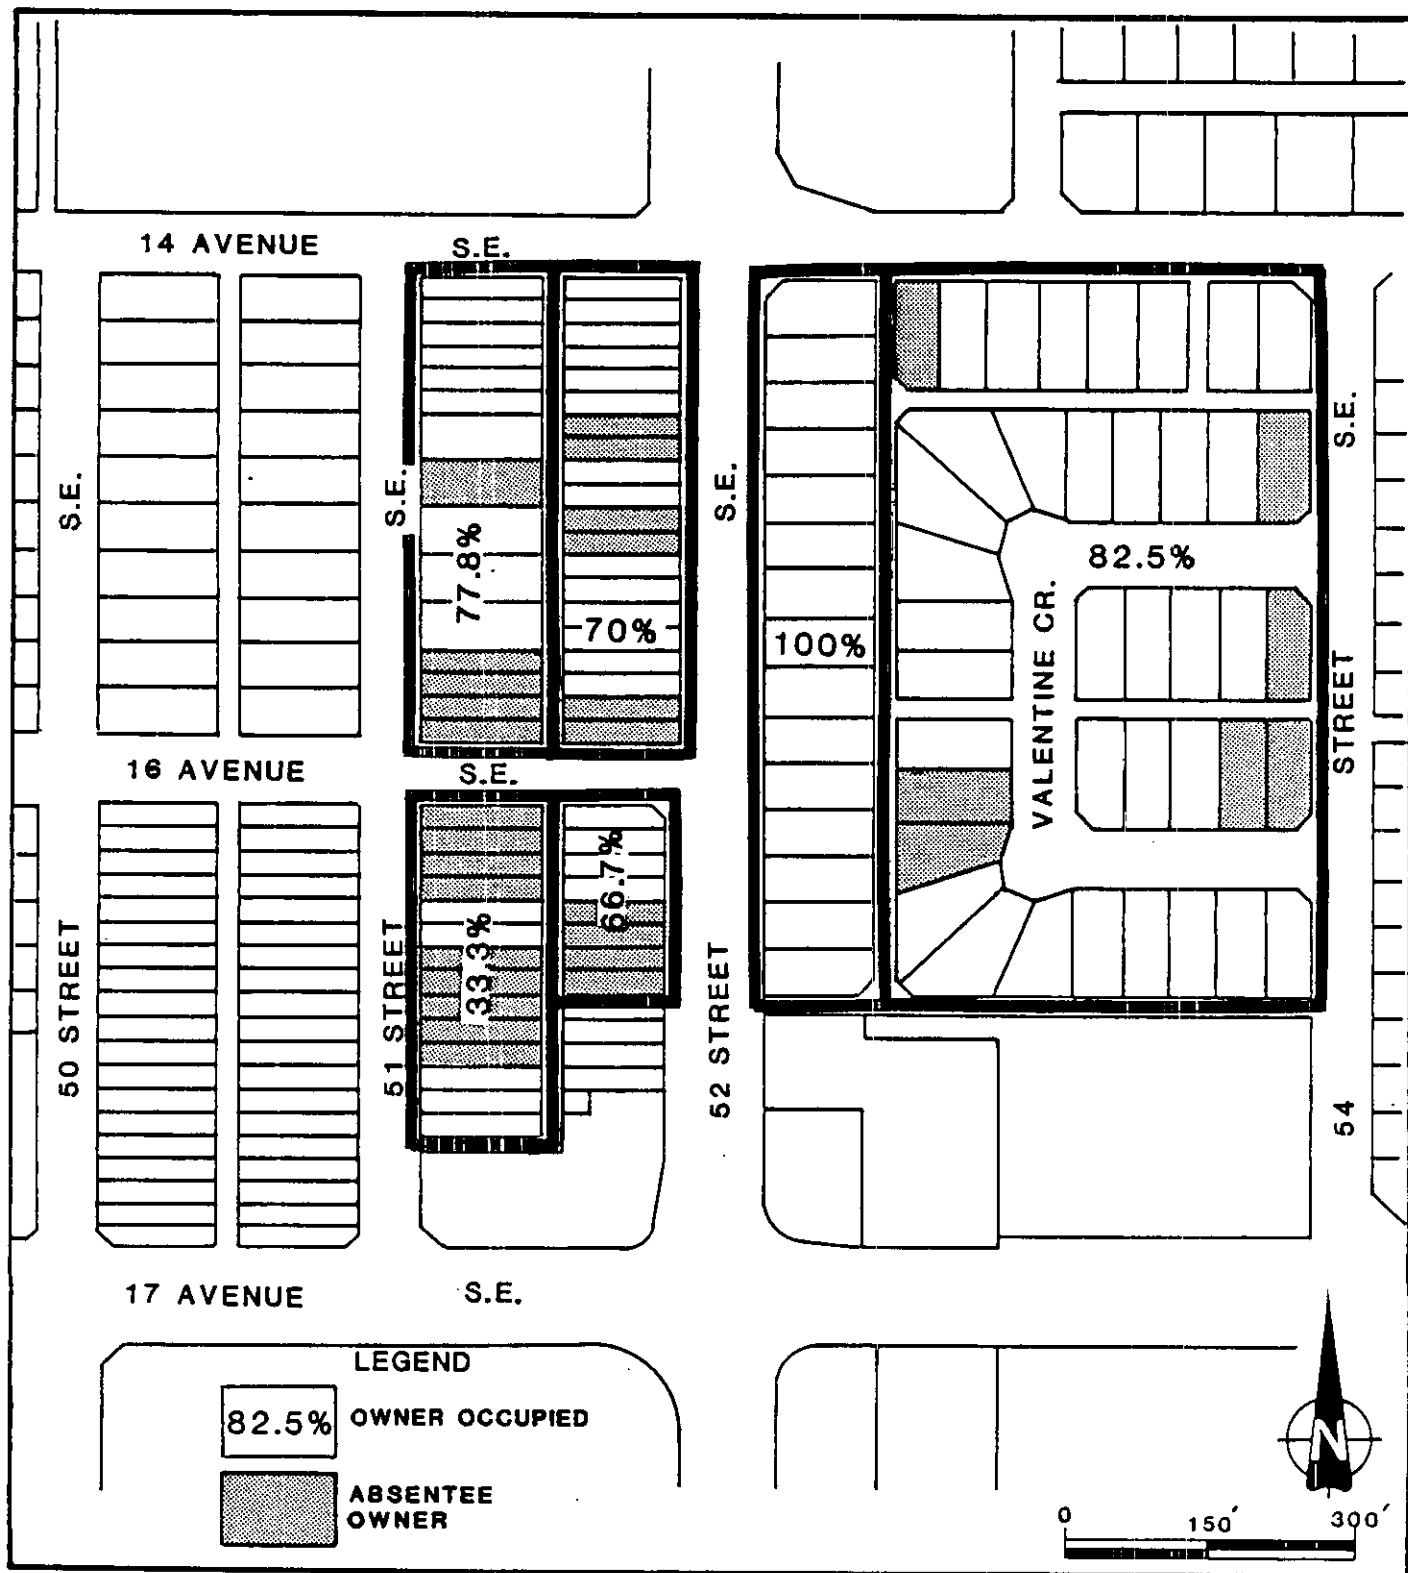 14 AVENUE S.E.
S.E.
S.E.
S.E.
S.E.
77.8%
70%
82.5%
100%
VALENTINE CR.
STREET
16 AVENUE S.E.
66.7%
33.3%
50 STREET
51 STREET
52 STREET
54
17 AVENUE S.E.
LEGEND
82.5% OWNER OCCUPIED
ABSENTEE
OWNER
N
0 150′ 300′